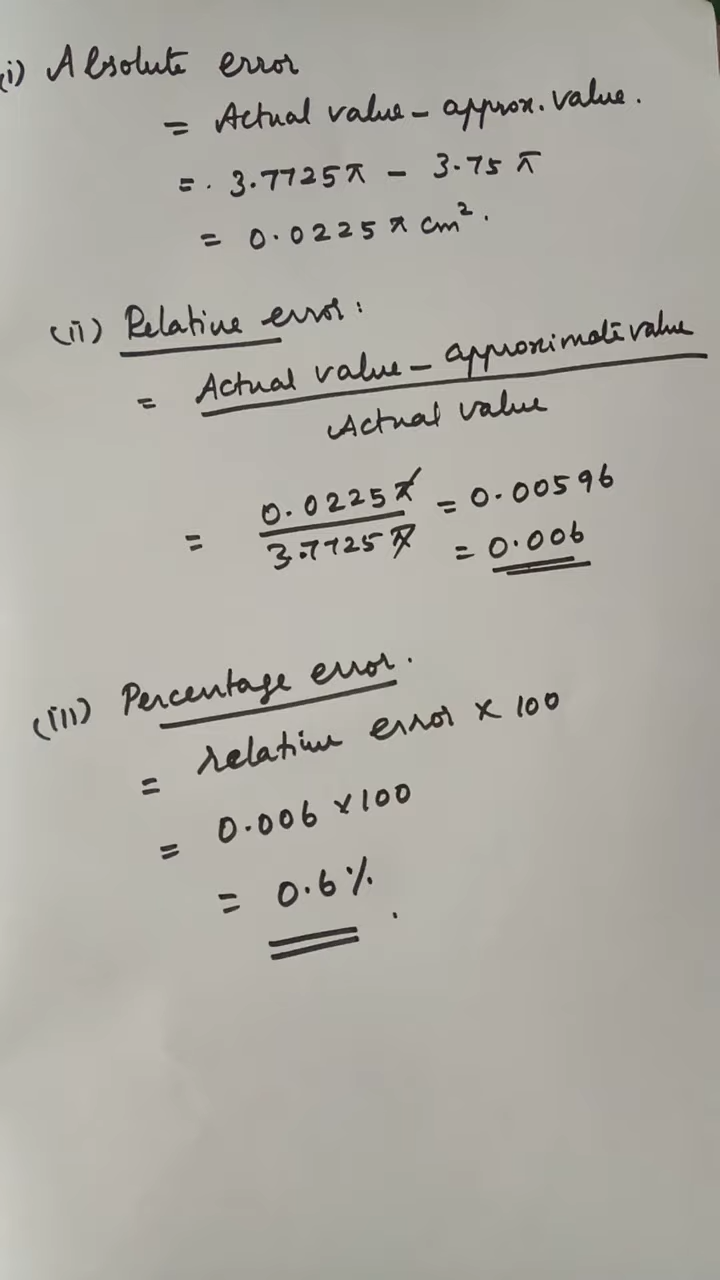 (i) Absolute error
= Actual value - approx. value.
= . 3.7725π - 3.75 π
= 0.0225 π cm².
(ii) Relative error:
= Actual value - approximate value
Actual value
= 0.0225π / 3.7725π = 0.00596
= 0.006
(iii) Percentage error.
= relative error × 100
= 0.006 × 100
= 0.6%.